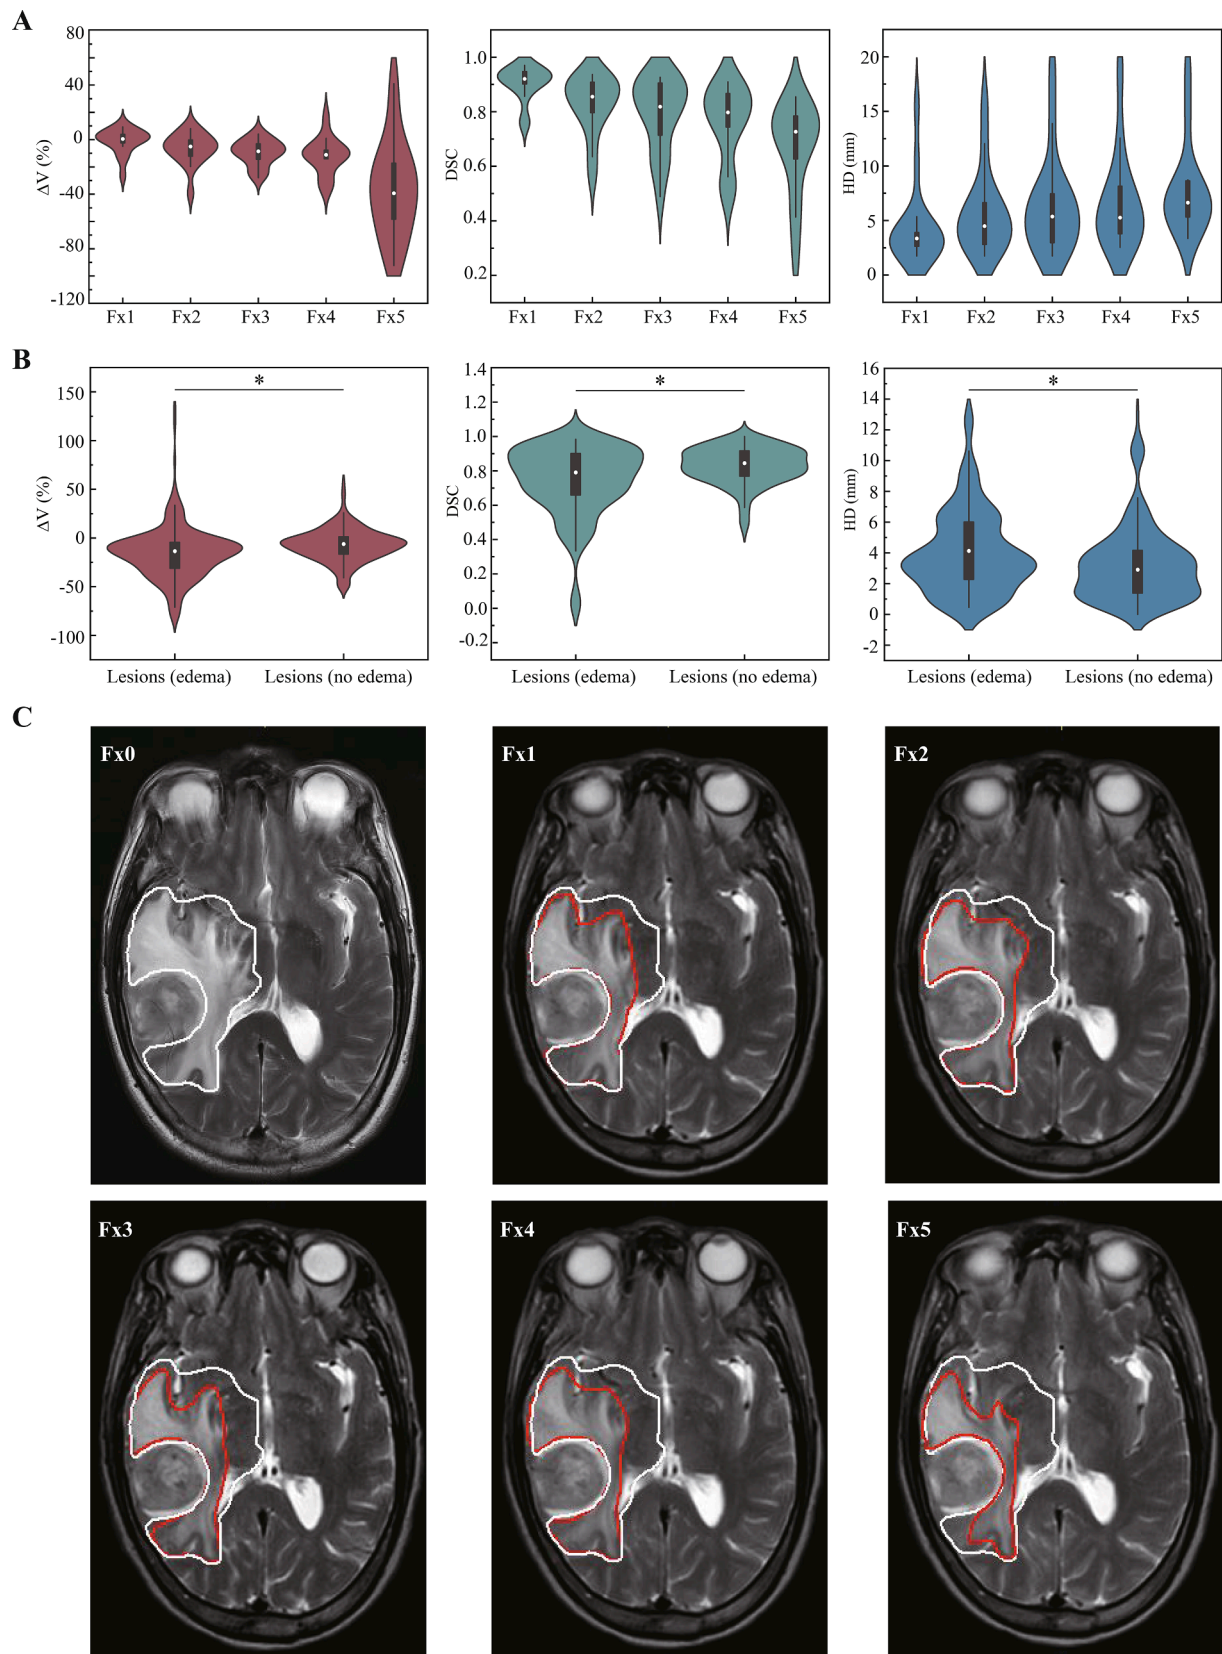 A
ΔV (%)
80
40
0
-40
-80
-120
Fx1 Fx2 Fx3 Fx4 Fx5
DSC
1.0
0.8
0.6
0.4
0.2
Fx1 Fx2 Fx3 Fx4 Fx5
HD (mm)
20
15
10
5
0
Fx1 Fx2 Fx3 Fx4 Fx5
B
ΔV (%)
150
100
50
0
-50
-100
*
Lesions (edema) Lesions (no edema)
DSC
1.4
1.2
1.0
0.8
0.6
0.4
0.2
0.0
-0.2
*
Lesions (edema) Lesions (no edema)
HD (mm)
16
14
12
10
8
6
4
2
0
-2
*
Lesions (edema) Lesions (no edema)
C
Fx0
Fx1
Fx2
Fx3
Fx4
Fx5